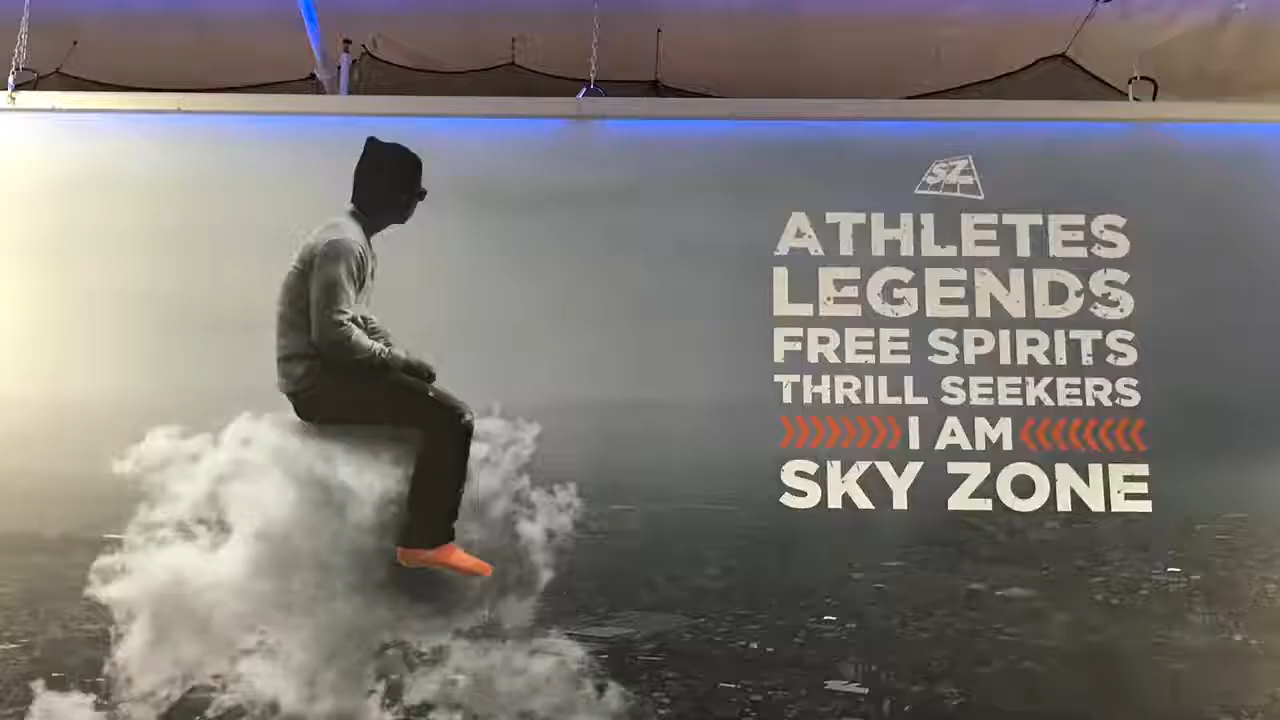 SZ
ATHLETES
LEGENDS
FREE SPIRITS
THRILL SEEKERS
I AM
SKY ZONE